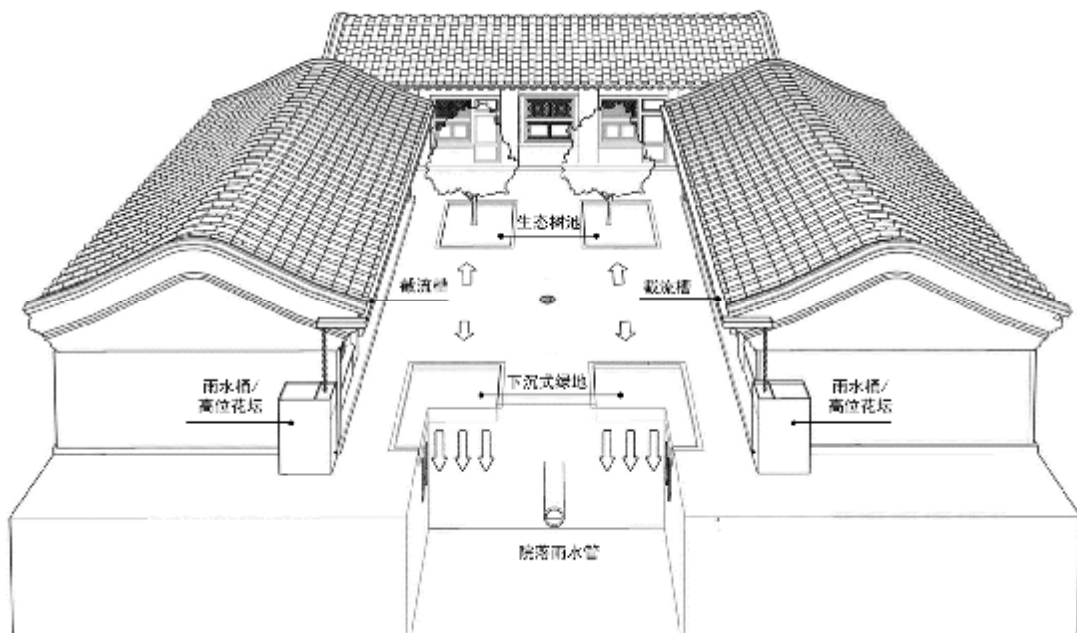 生态树池
截流槽
截流槽
下沉式绿地
雨水桶/
高位花坛
雨水桶/
高位花坛
院落雨水管